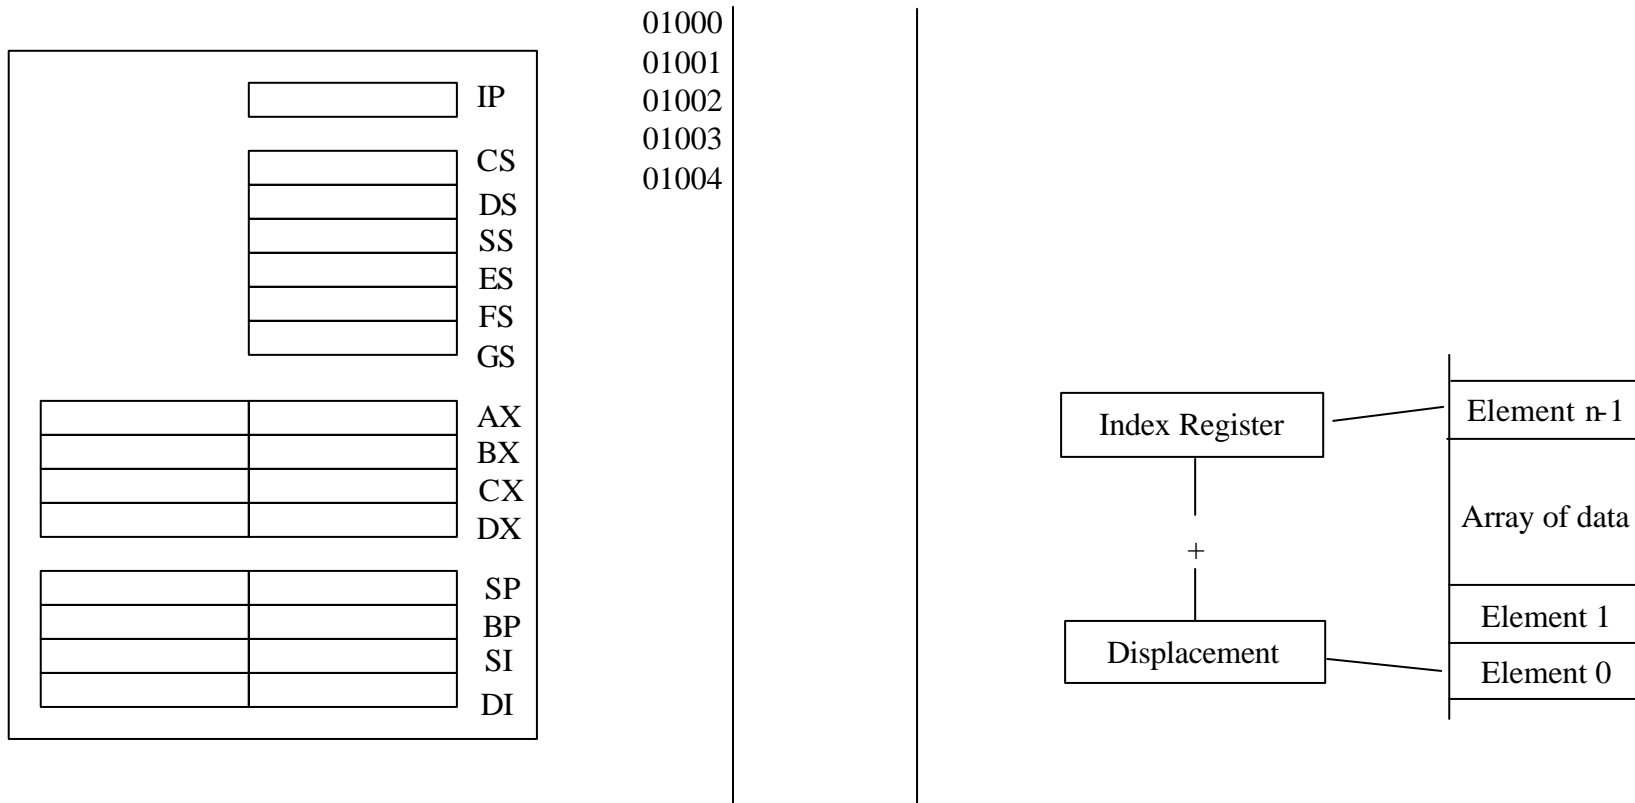 IP
CS
DS
SS
ES
FS
GS
AX
BX
CX
DX
SP
BP
SI
DI
01000
01001
01002
01003
01004
Index Register
+
Displacement
Element n-1
Array of data
Element 1
Element 0